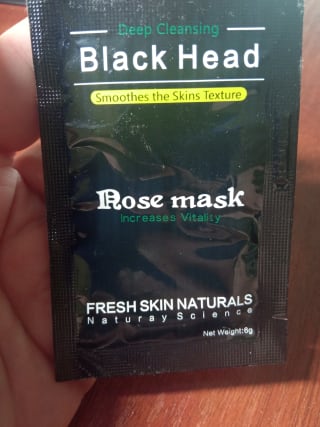 Deep Cleansing
Black Head
Smoothes the Skins Texture
Nose mask
Increases Vitality
FRESH SKIN NATURALS
Naturay Science
Net Weight:6g